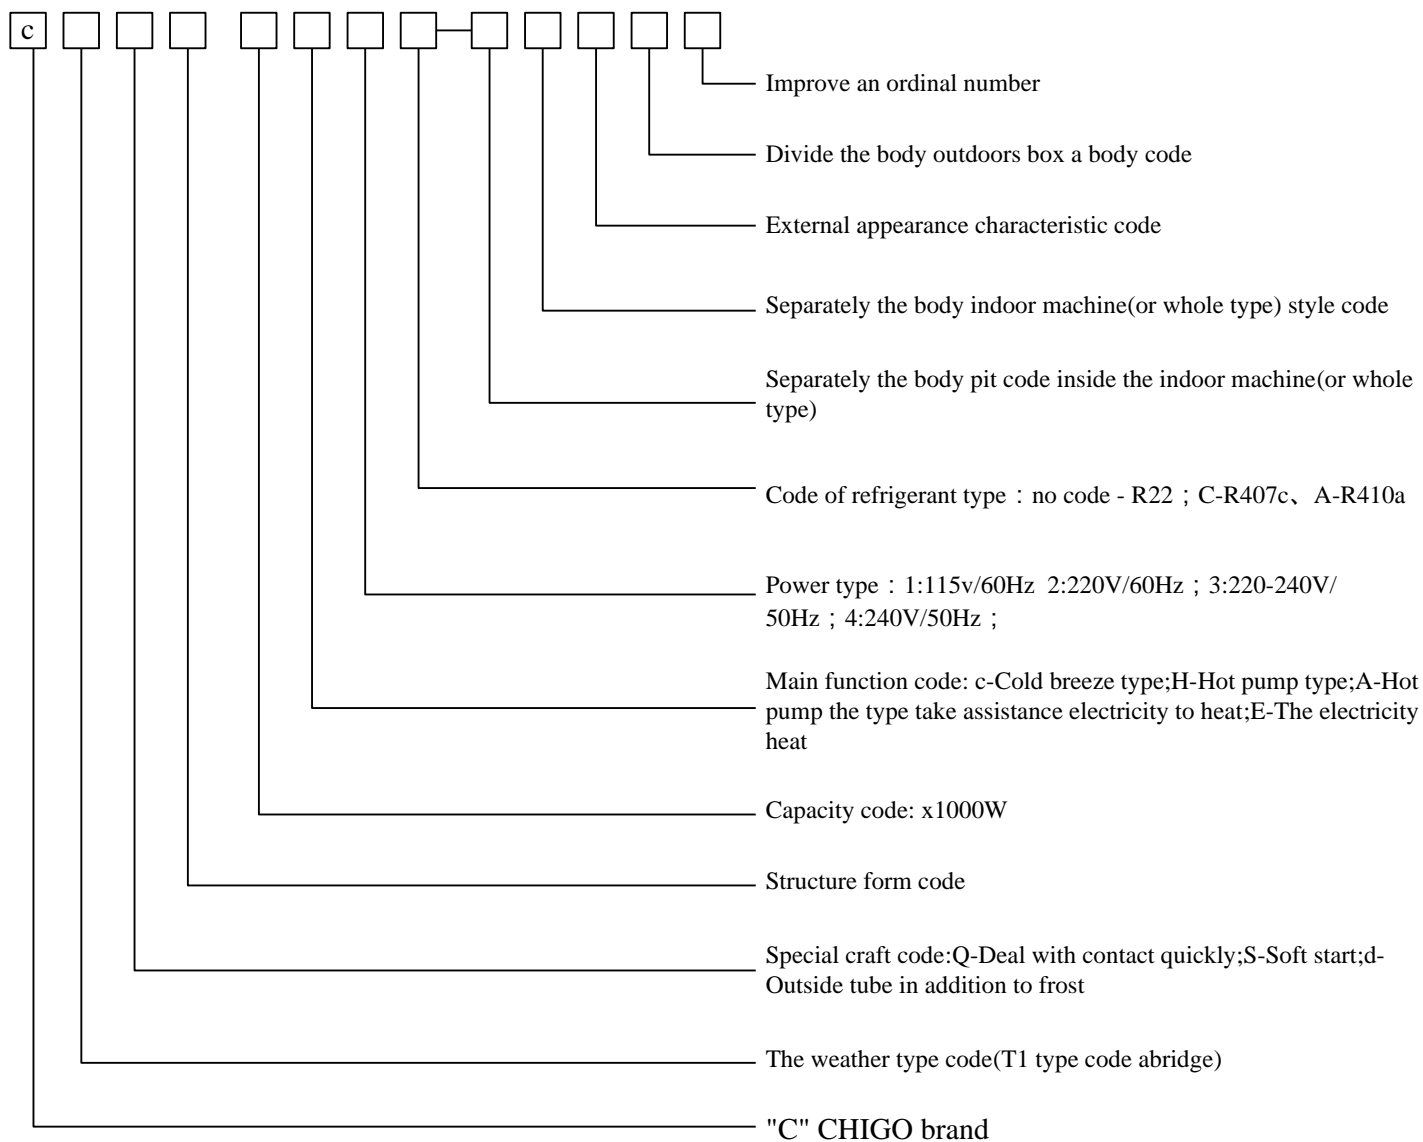 c
Improve an ordinal number
Divide the body outdoors box a body code
External appearance characteristic code
Separately the body indoor machine(or whole type) style code
Separately the body pit code inside the indoor machine(or whole
type)
Code of refrigerant type：no code - R22；C-R407c、A-R410a
Power type：1:115v/60Hz  2:220V/60Hz；3:220-240V/
50Hz；4:240V/50Hz；
Main function code: c-Cold breeze type;H-Hot pump type;A-Hot
pump the type take assistance electricity to heat;E-The electricity
heat
Capacity code: x1000W
Structure form code
Special craft code:Q-Deal with contact quickly;S-Soft start;d-
Outside tube in addition to frost
The weather type code(T1 type code abridge)
"C" CHIGO brand